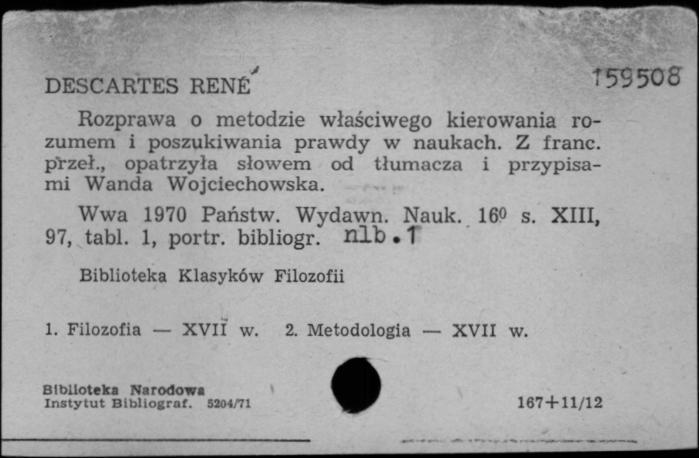 159508
DESCARTES RENÉ
Rozprawa o metodzie właściwego kierowania ro-
zumem i poszukiwania prawdy w naukach. Z franc.
przeł., opatrzyła słowem od tłumacza i przypisa-
mi Wanda Wojciechowska.
Wwa 1970 Państw. Wydawn. Nauk. 16⁰ s. XIII,
97, tabl. 1, portr. bibliogr. nlb.1
Biblioteka Klasyków Filozofii
1. Filozofia — XVII w. 2. Metodologia — XVII w.
Biblioteka Narodowa
Instytut Bibliograf. 5204/71
167+11/12